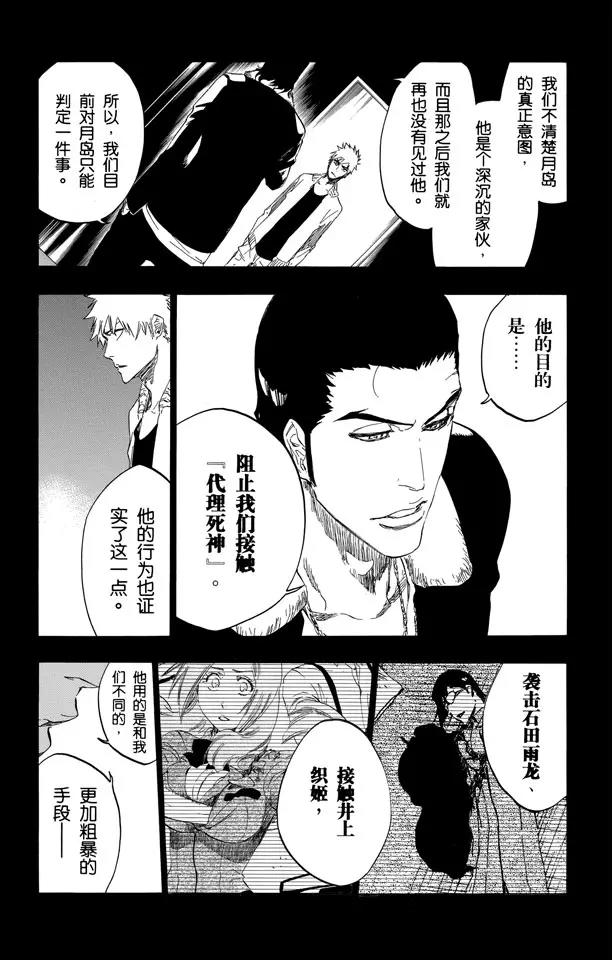 我们不清楚月岛
的真正意图，
他是个深沉的家伙，
而且那之后我们就
再也没有见过他。
所以，我们目
前对月岛只能
判定一件事。
他的目的
是……
阻止我们接触
『代理死神』。
他的行为也证
实了这一点。
袭击石田雨龙、
接触井上
织姬，
他用的是和我
们不同的，
更加粗暴的
手段——